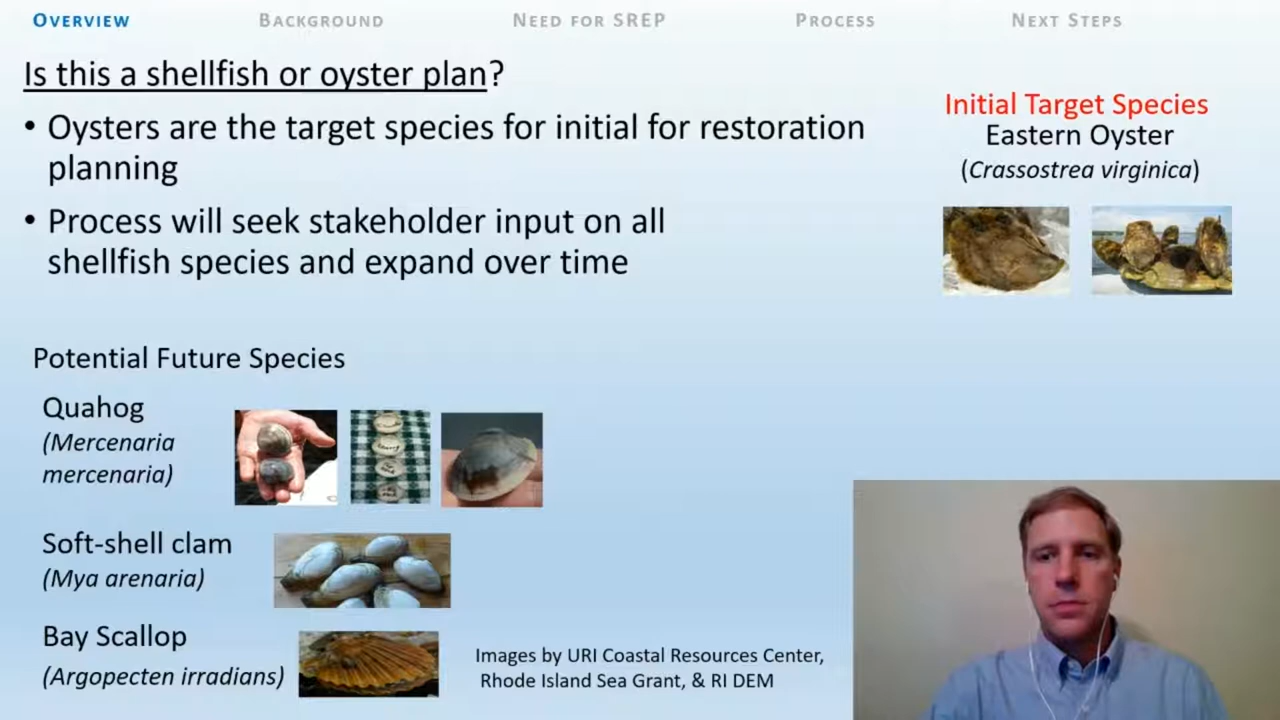 OVERVIEW BACKGROUND NEED FOR SREP PROCESS NEXT STEPS
Is this a shellfish or oyster plan?
• Oysters are the target species for initial for restoration
planning
• Process will seek stakeholder input on all
shellfish species and expand over time
Initial Target Species
Eastern Oyster
(Crassostrea virginica)
Potential Future Species
Quahog
(Mercenaria
mercenaria)
Soft-shell clam
(Mya arenaria)
Bay Scallop
(Argopecten irradians)
Images by URI Coastal Resources Center,
Rhode Island Sea Grant, & RI DEM